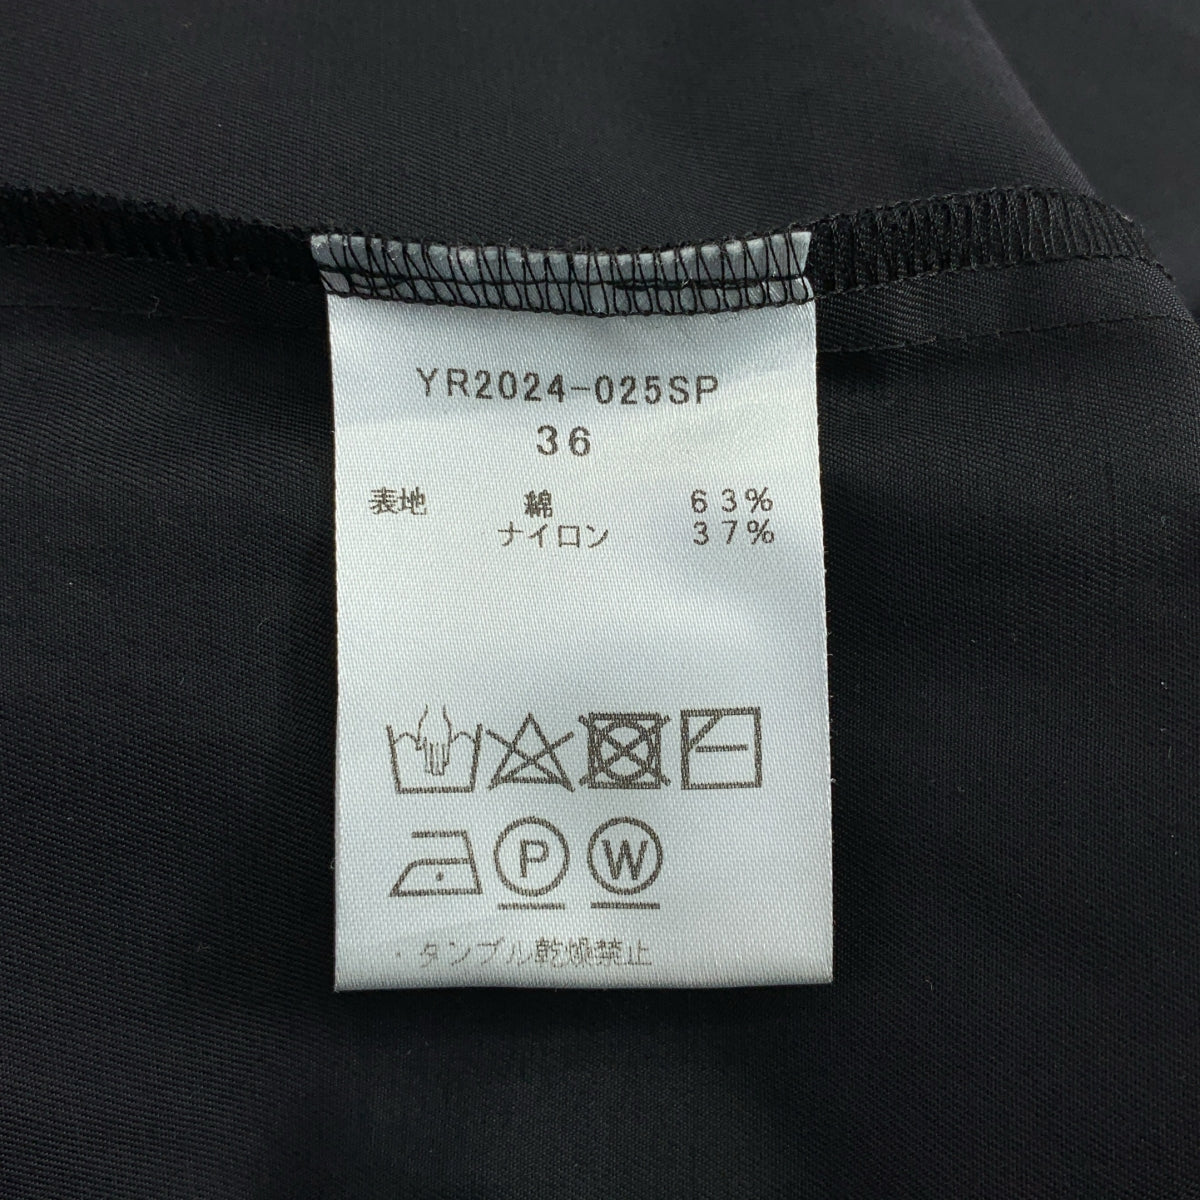 YR2024-025SP
36
表地 綿 63%
ナイロン 37%
P W
・タンブル乾燥禁止